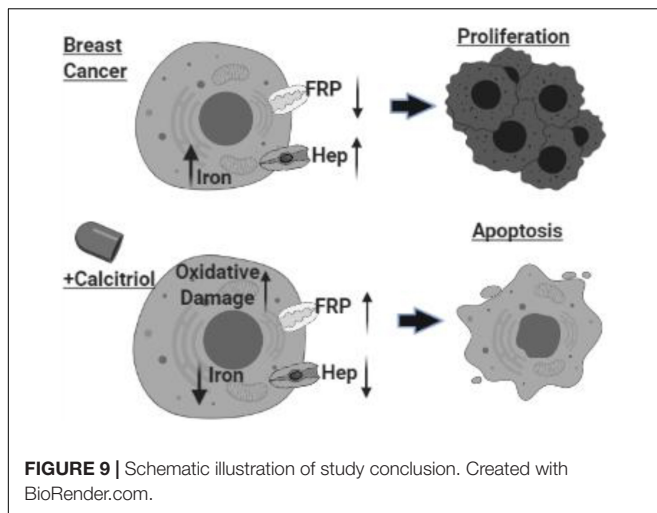 Breast
Cancer
FRP
Hep
Iron
Proliferation
+Calcitriol
Oxidative
Damage
FRP
Iron
Hep
Apoptosis
FIGURE 9 | Schematic illustration of study conclusion. Created with
BioRender.com.